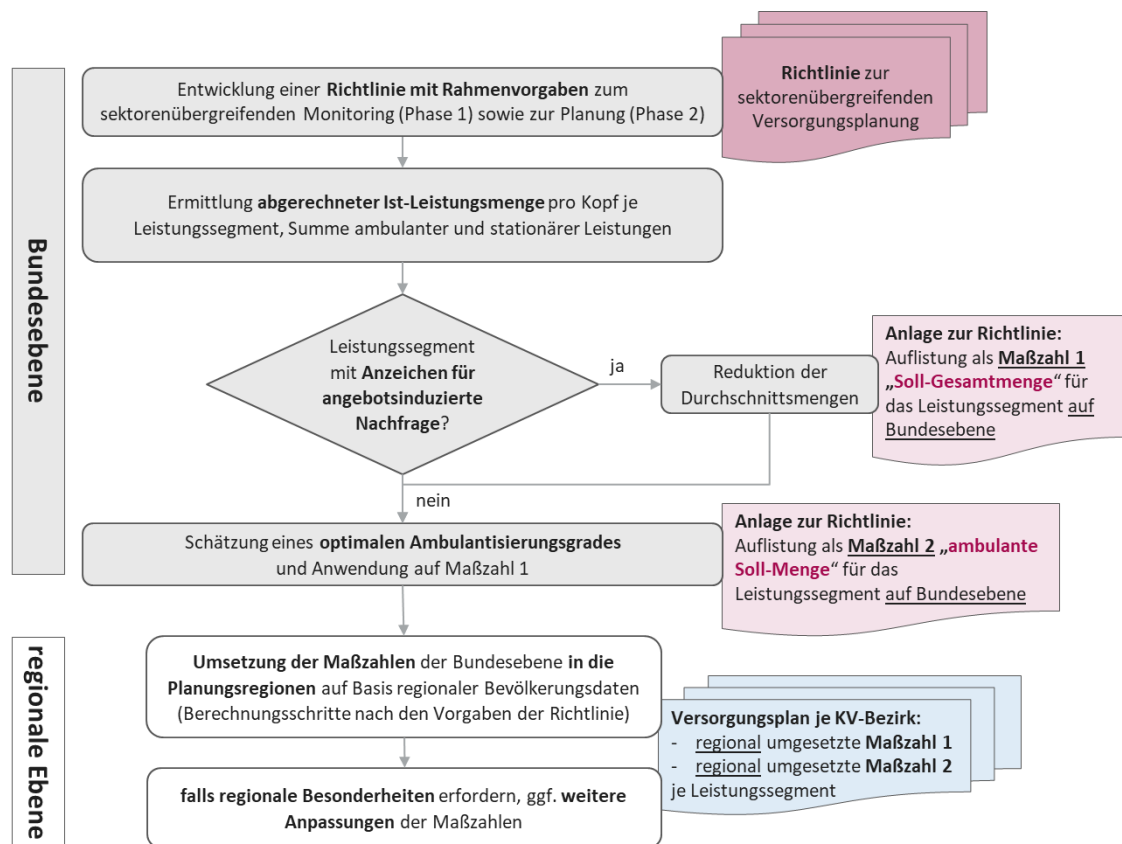 Bundesebene
Entwicklung einer Richtlinie mit Rahmenvorgaben zum
sektorenübergreifenden Monitoring (Phase 1) sowie zur Planung (Phase 2)
Richtlinie zur
sektorenübergreifenden
Versorgungsplanung
Ermittlung abgerechneter Ist-Leistungsmenge pro Kopf je
Leistungssegment, Summe ambulanter und stationärer Leistungen
Leistungssegment
mit Anzeichen für
angebotsinduzierte
Nachfrage?
ja
Reduktion der
Durchschnittsmengen
Anlage zur Richtlinie:
Auflistung als Maßzahl 1
„Soll-Gesamtmenge“ für
das Leistungssegment auf
Bundesebene
nein
Schätzung eines optimalen Ambulantisierungsgrades
und Anwendung auf Maßzahl 1
Anlage zur Richtlinie:
Auflistung als Maßzahl 2 „ambulante
Soll-Menge“ für das
Leistungssegment auf Bundesebene
regionale Ebene
Umsetzung der Maßzahlen der Bundesebene in die
Planungsregionen auf Basis regionaler Bevölkerungsdaten
(Berechnungsschritte nach den Vorgaben der Richtlinie)
Versorgungsplan je KV-Bezirk:
- regional umgesetzte Maßzahl 1
- regional umgesetzte Maßzahl 2
je Leistungssegment
falls regionale Besonderheiten erfordern, ggf. weitere
Anpassungen der Maßzahlen